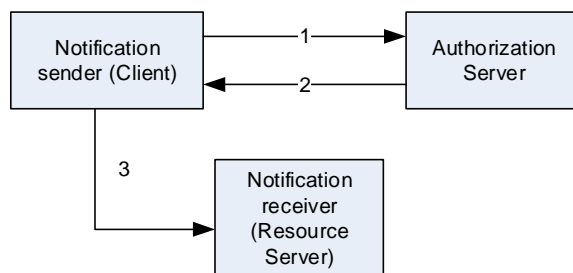 Notification
sender (Client)
1
Authorization
Server
2
3
Notification
receiver
(Resource
Server)